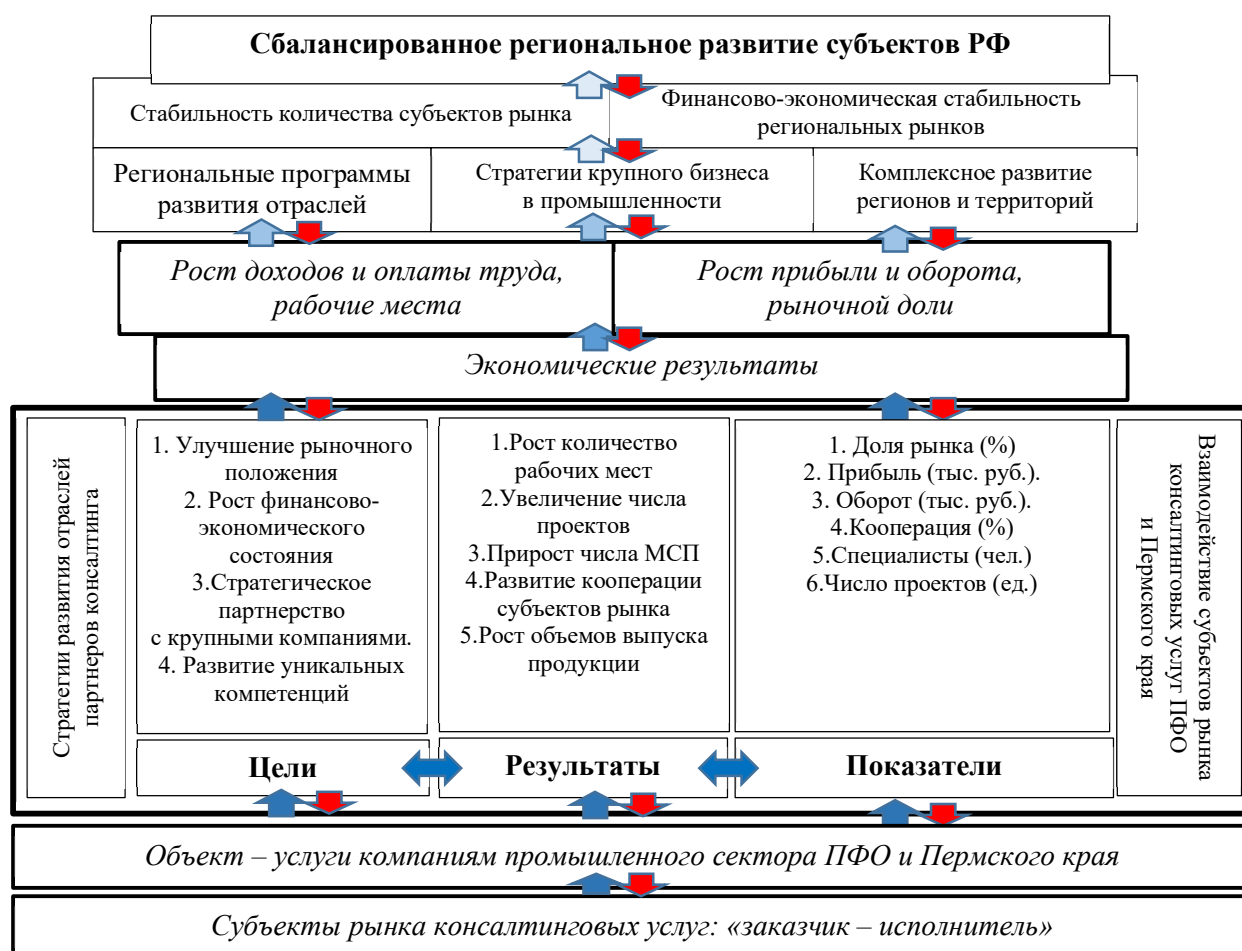 Сбалансированное региональное развитие субъектов РФ
Стабильность количества субъектов рынка
Финансово-экономическая стабильность
региональных рынков
Региональные программы
развития отраслей
Стратегии крупного бизнеса
в промышленности
Комплексное развитие
регионов и территорий
Рост доходов и оплаты труда,
рабочие места
Рост прибыли и оборота,
рыночной доли
Экономические результаты
Стратегии развития отраслей
партнеров консалтинга
1. Улучшение рыночного
положения
2. Рост финансово-
экономического
состояния
3.Стратегическое
партнерство
с крупными компаниями.
4. Развитие уникальных
компетенций
1.Рост количество
рабочих мест
2.Увеличение числа
проектов
3.Прирост числа МСП
4.Развитие кооперации
субъектов рынка
5.Рост объемов выпуска
продукции
1. Доля рынка (%)
2. Прибыль (тыс. руб.).
3. Оборот (тыс. руб.).
4.Кооперация (%)
5.Специалисты (чел.)
6.Число проектов (ед.)
Взаимодействие субъектов рынка
консалтинговых услуг ПФО
и Пермского края
Цели
Результаты
Показатели
Объект – услуги компаниям промышленного сектора ПФО и Пермского края
Субъекты рынка консалтинговых услуг: «заказчик – исполнитель»